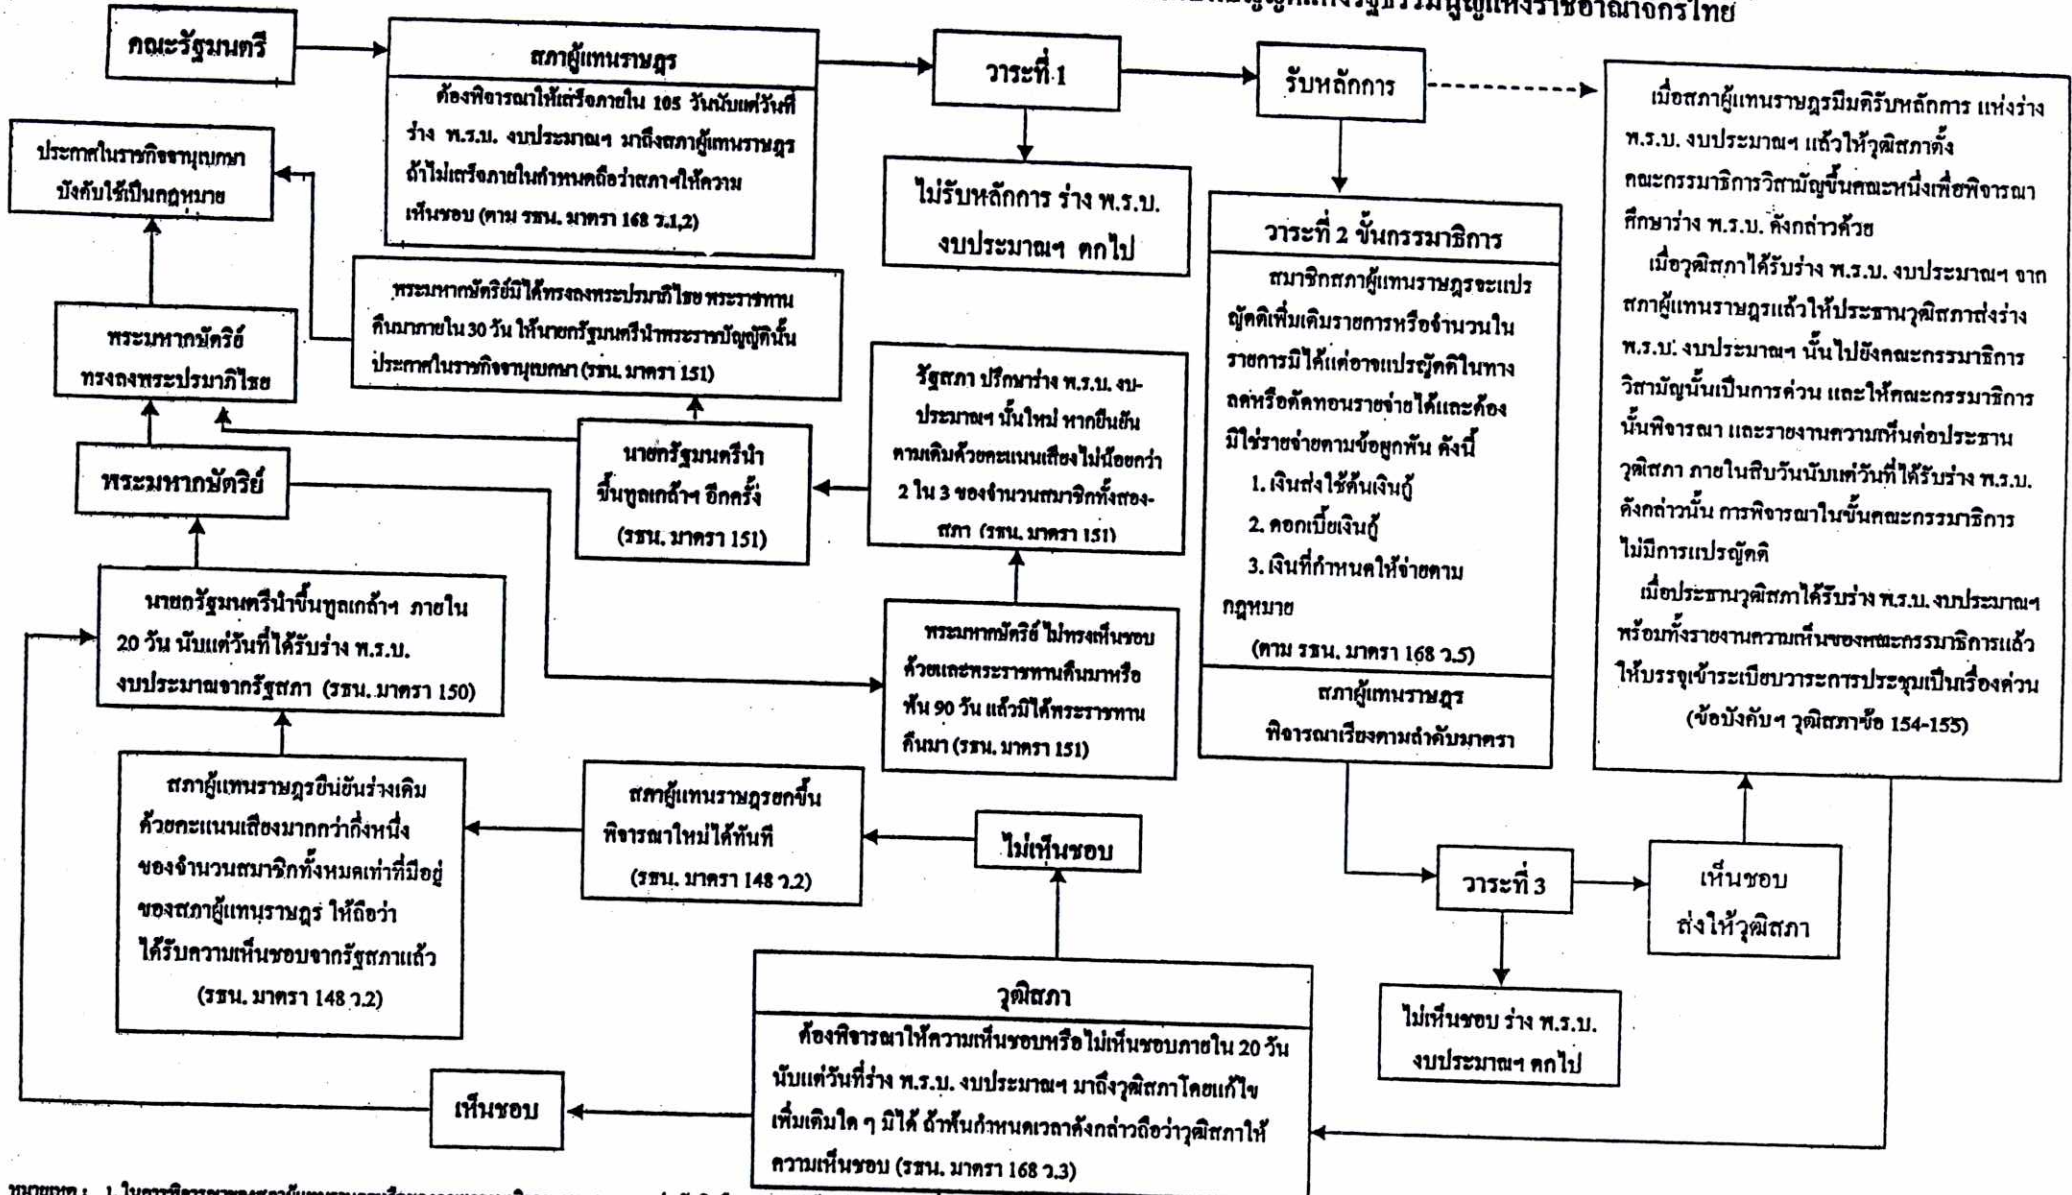 บัญญัติแห่งรัฐธรรมนูญแห่งราชอาณาจักรไทย
คณะรัฐมนตรี
สภาผู้แทนราษฎร
ต้องพิจารณาให้เสร็จภายใน 105 วันนับแต่วันที่
ร่าง พ.ร.บ. งบประมาณฯ มาถึงสภาผู้แทนราษฎร
ถ้าไม่เสร็จภายในกำหนดถือว่าสภาฯให้ความ
เห็นชอบ (ตาม รธน. มาตรา 168 ว.1,2)
วาระที่ 1
ไม่รับหลักการ ร่าง พ.ร.บ.
งบประมาณฯ ตกไป
รับหลักการ
เมื่อสภาผู้แทนราษฎรมีมติรับหลักการ แห่งร่าง
พ.ร.บ. งบประมาณฯ แล้วให้วุฒิสภาตั้ง
คณะกรรมาธิการวิสามัญขึ้นคณะหนึ่งเพื่อพิจารณา
ศึกษาร่าง พ.ร.บ. ดังกล่าวด้วย
เมื่อวุฒิสภาได้รับร่าง พ.ร.บ. งบประมาณฯ จาก
สภาผู้แทนราษฎรแล้วให้ประธานวุฒิสภาส่งร่าง
พ.ร.บ. งบประมาณฯ นั้นไปยังคณะกรรมาธิการ
วิสามัญนั้นเป็นการด่วน และให้คณะกรรมาธิการ
นั้นพิจารณา และรายงานความเห็นต่อประธาน
วุฒิสภา ภายในสิบวันนับแต่วันที่ได้รับร่าง พ.ร.บ.
ดังกล่าวนั้น การพิจารณาในขั้นคณะกรรมาธิการ
ไม่มีการแปรญัตติ
เมื่อประธานวุฒิสภาได้รับร่าง พ.ร.บ. งบประมาณฯ
พร้อมทั้งรายงานความเห็นของคณะกรรมาธิการแล้ว
ให้บรรจุเข้าระเบียบวาระการประชุมเป็นเรื่องด่วน
(ข้อบังคับฯ วุฒิสภาข้อ 154-155)
วาระที่ 2 ขั้นกรรมาธิการ
สมาชิกสภาผู้แทนราษฎรจะแปร
ญัตติเพิ่มเติมรายการหรือจำนวนใน
รายการมิได้แต่อาจแปรญัตติในทาง
ลดหรือตัดทอนรายจ่ายได้และต้อง
มิใช่รายจ่ายตามข้อผูกพัน ดังนี้
1. เงินส่งใช้ต้นเงินกู้
2. ดอกเบี้ยเงินกู้
3. เงินที่กำหนดให้จ่ายตาม
กฎหมาย
(ตาม รธน. มาตรา 168 ว.5)
สภาผู้แทนราษฎร
พิจารณาเรียงตามลำดับมาตรา
ประกาศในราชกิจจานุเบกษา
บังคับใช้เป็นกฎหมาย
พระมหากษัตริย์มิได้ทรงลงพระปรมาภิไธย พระราชทาน
คืนมาภายใน 30 วัน ให้นายกรัฐมนตรีนำพระราชบัญญัตินั้น
ประกาศในราชกิจจานุเบกษา (รธน. มาตรา 151)
พระมหากษัตริย์
ทรงลงพระปรมาภิไธย
รัฐสภา ปรึกษาร่าง พ.ร.บ. งบ-
ประมาณฯ นั้นใหม่ หากยืนยัน
ตามเดิมด้วยคะแนนเสียงไม่น้อยกว่า
2 ใน 3 ของจำนวนสมาชิกทั้งสอง-
สภา (รธน. มาตรา 151)
นายกรัฐมนตรีนำ
ขึ้นทูลเกล้าฯ อีกครั้ง
(รธน. มาตรา 151)
พระมหากษัตริย์
นายกรัฐมนตรีนำขึ้นทูลเกล้าฯ ภายใน
20 วัน นับแต่วันที่ได้รับร่าง พ.ร.บ.
งบประมาณจากรัฐสภา (รธน. มาตรา 150)
พระมหากษัตริย์ ไม่ทรงเห็นชอบ
ด้วยและพระราชทานคืนมาหรือ
พ้น 90 วัน แล้วมิได้พระราชทาน
คืนมา (รธน. มาตรา 151)
สภาผู้แทนราษฎรยืนยันร่างเดิม
ด้วยคะแนนเสียงมากกว่ากึ่งหนึ่ง
ของจำนวนสมาชิกทั้งหมดเท่าที่มีอยู่
ของสภาผู้แทนราษฎร ให้ถือว่า
ได้รับความเห็นชอบจากรัฐสภาแล้ว
(รธน. มาตรา 148 ว.2)
สภาผู้แทนราษฎรยกขึ้น
พิจารณาใหม่ได้ทันที
(รธน. มาตรา 148 ว.2)
ไม่เห็นชอบ
วาระที่ 3
เห็นชอบ
ส่งให้วุฒิสภา
ไม่เห็นชอบ ร่าง พ.ร.บ.
งบประมาณฯ ตกไป
วุฒิสภา
ต้องพิจารณาให้ความเห็นชอบหรือไม่เห็นชอบภายใน 20 วัน
นับแต่วันที่ร่าง พ.ร.บ. งบประมาณฯ มาถึงวุฒิสภาโดยแก้ไข
เพิ่มเติมใด ๆ มิได้ ถ้าพ้นกำหนดเวลาดังกล่าวถือว่าวุฒิสภาให้
ความเห็นชอบ (รธน. มาตรา 168 ว.3)
เห็นชอบ
หมายเหตุ : 1. ในการพิจารณาของสภาผู้แทนราษฎร